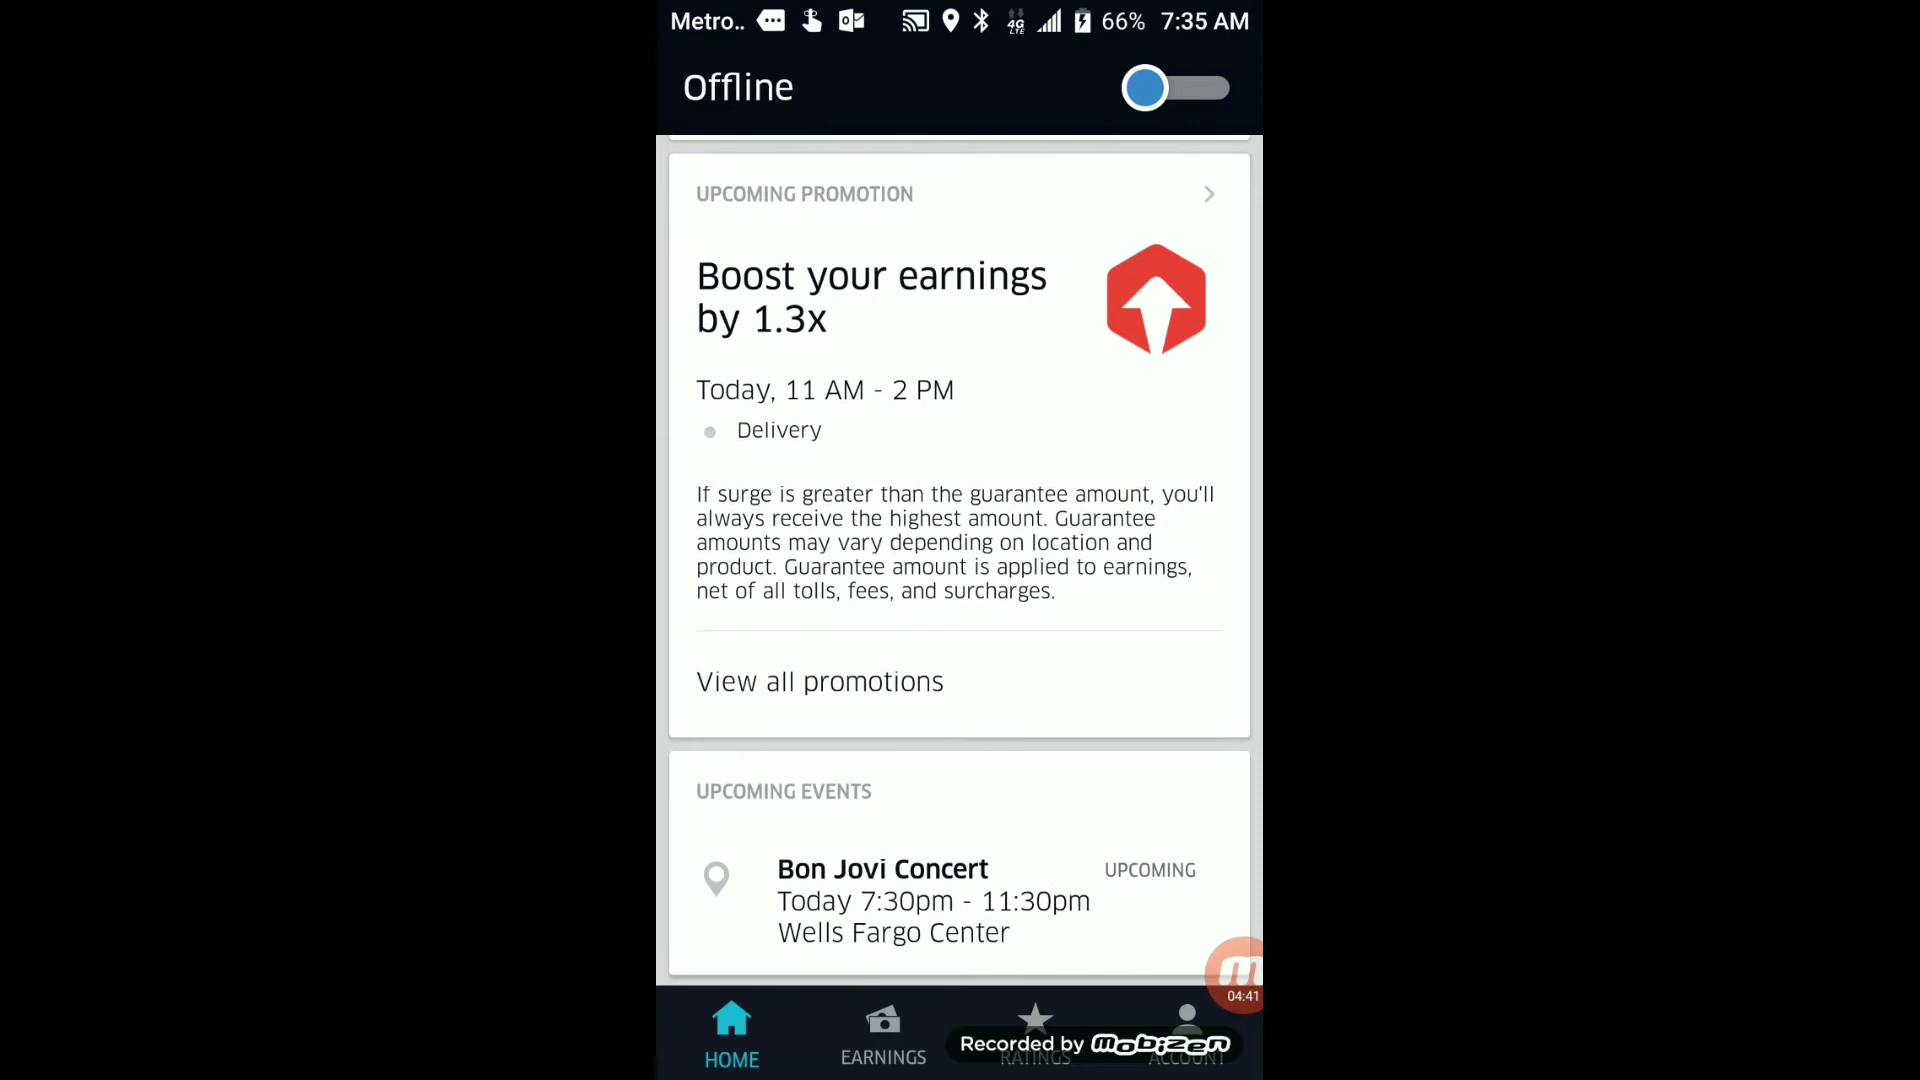 Metro.. 4G LTE 66% 7:35 AM
Offline
UPCOMING PROMOTION
Boost your earnings
by 1.3x
Today, 11 AM - 2 PM
Delivery
If surge is greater than the guarantee amount, you'll
always receive the highest amount. Guarantee
amounts may vary depending on location and
product. Guarantee amount is applied to earnings,
net of all tolls, fees, and surcharges.
View all promotions
UPCOMING EVENTS
Bon Jovi Concert UPCOMING
Today 7:30pm - 11:30pm
Wells Fargo Center
04:41
Recorded by Mobizen
HOME EARNINGS RATINGS ACCOUNT